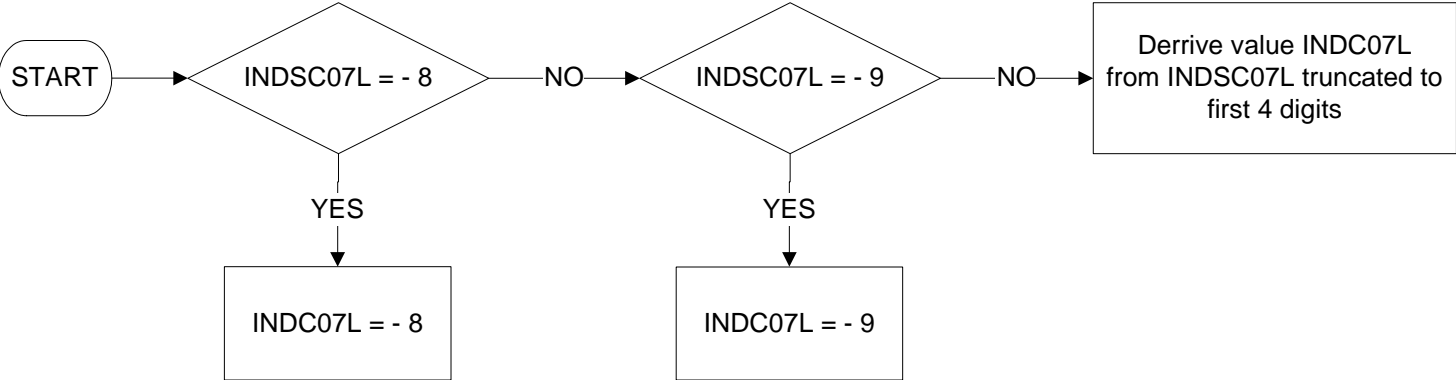 START
INDSC07L = - 8
NO
INDSC07L = - 9
NO
Derrive value INDC07L
from INDSC07L truncated to
first 4 digits
YES
YES
INDC07L = - 8
INDC07L = - 9